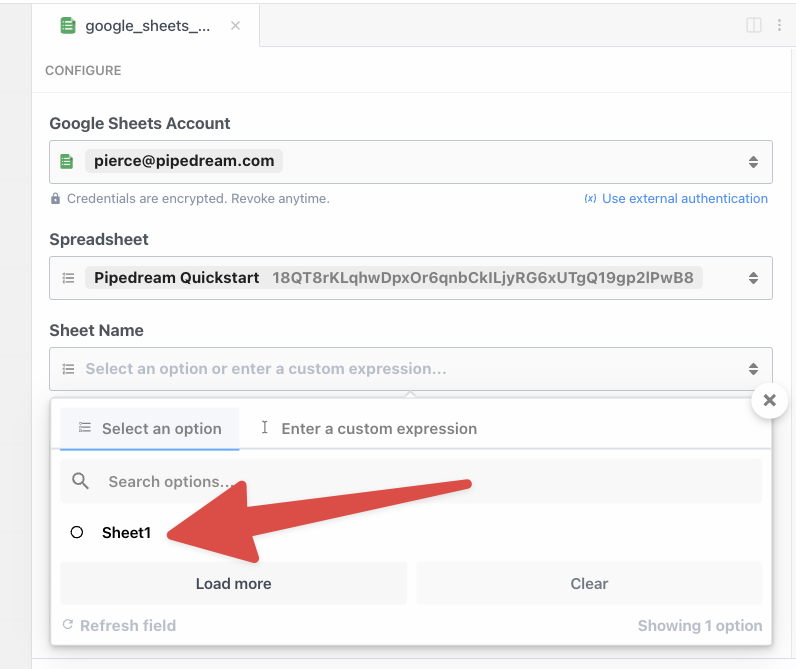 google_sheets_...
CONFIGURE
Google Sheets Account
pierce@pipedream.com
Credentials are encrypted. Revoke anytime.
(x) Use external authentication
Spreadsheet
Pipedream Quickstart 18QT8rKLqhwDpxOr6qnbCkILjyRG6xUTgQ19gp2lPwB8
Sheet Name
Select an option or enter a custom expression...
Select an option
Enter a custom expression
Search options...
Sheet1
Load more
Clear
Refresh field
Showing 1 option